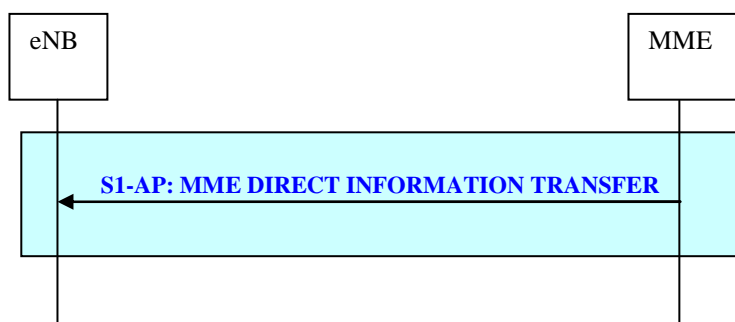 eNB
MME
S1-AP: MME DIRECT INFORMATION TRANSFER